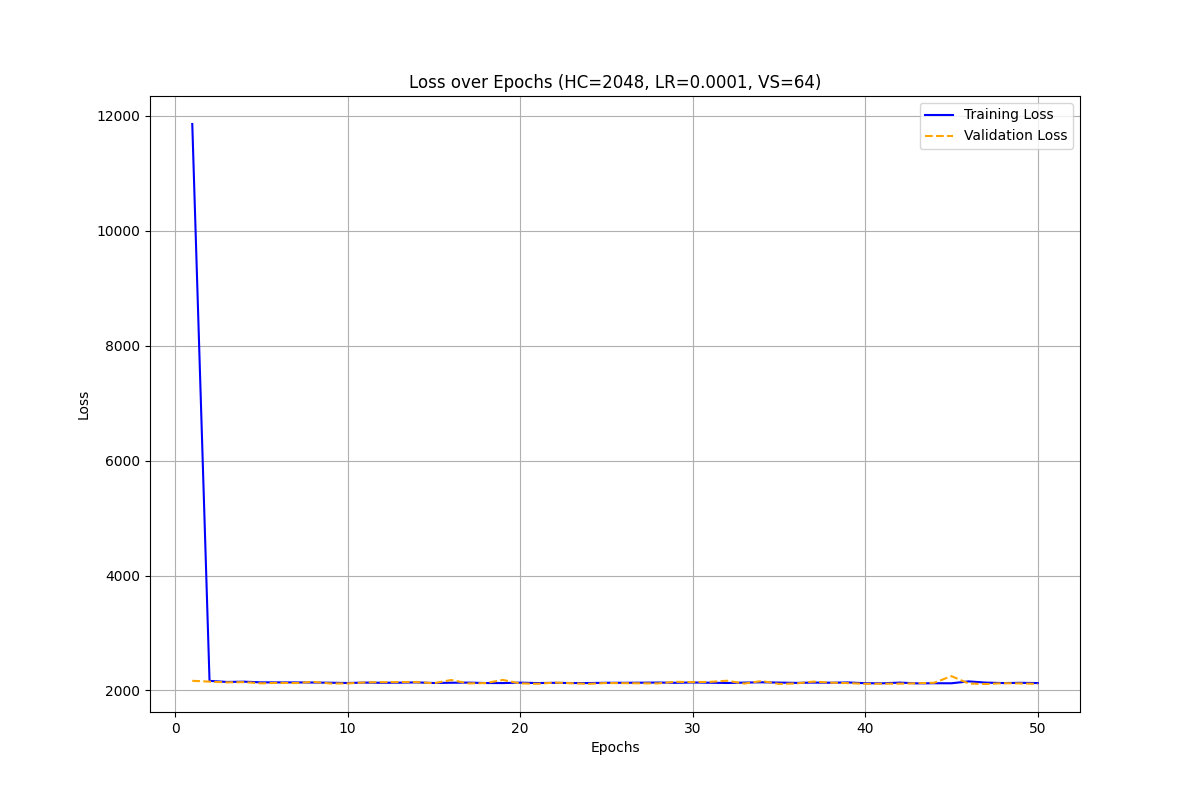 Loss over Epochs (HC=2048, LR=0.0001, VS=64)
Training Loss
Validation Loss
12000
10000
8000
6000
4000
2000
Loss
0 10 20 30 40 50
Epochs